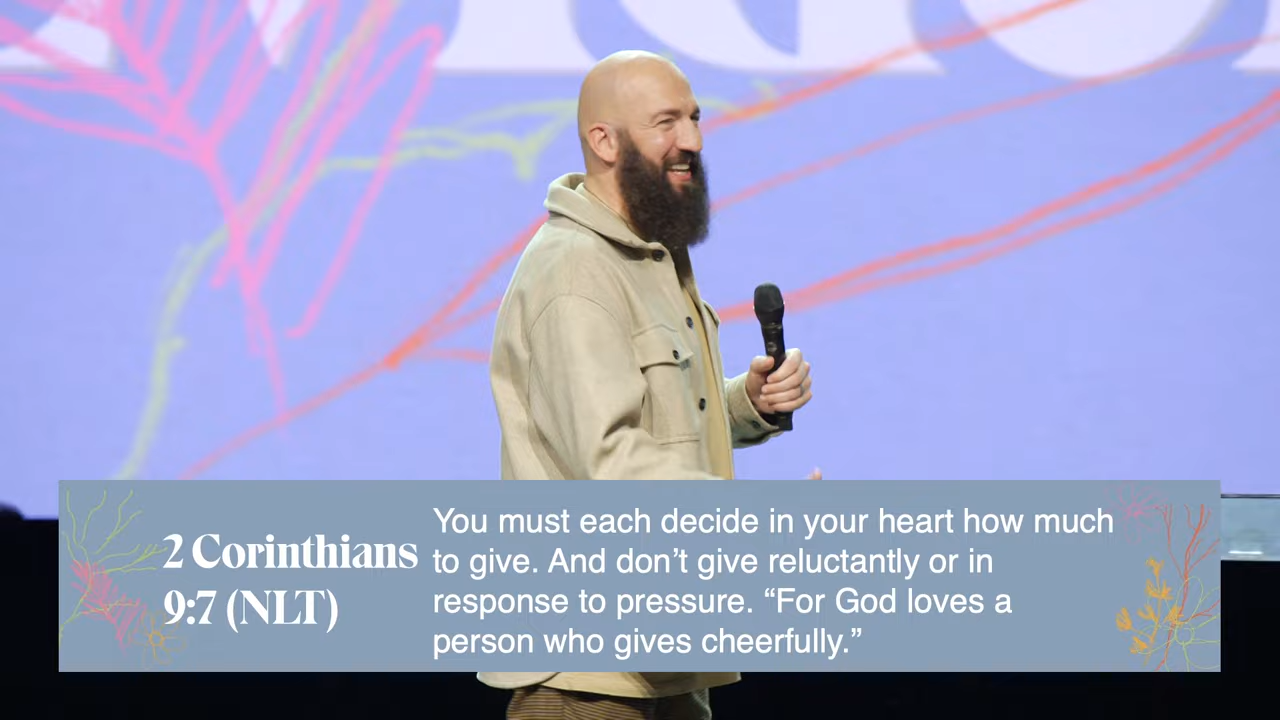 2 Corinthians
9:7 (NLT)
You must each decide in your heart how much
to give. And don’t give reluctantly or in
response to pressure. “For God loves a
person who gives cheerfully.”